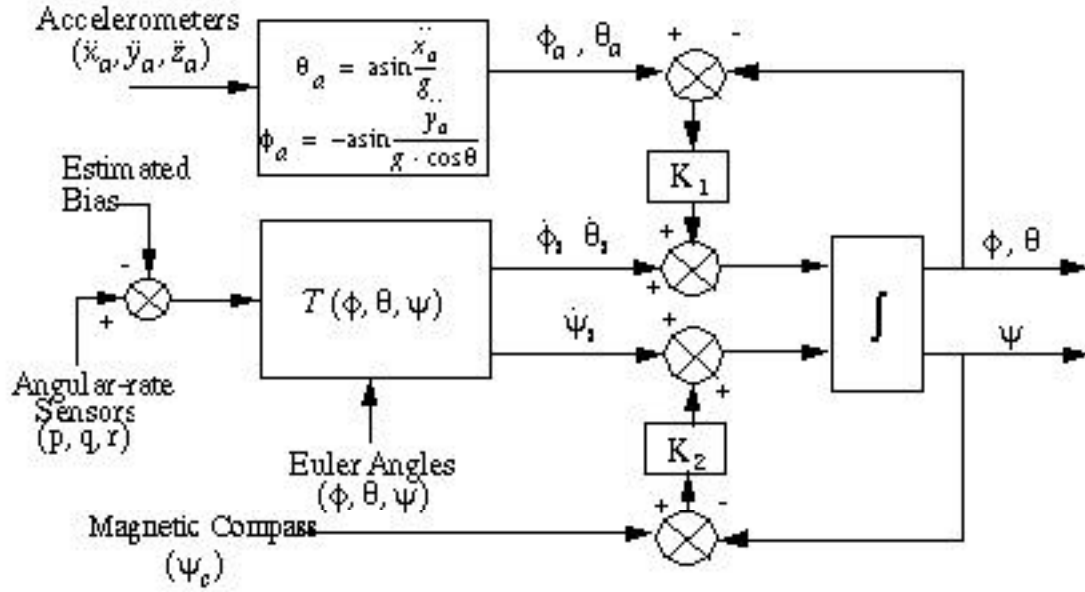 Accelerometers
(ẍₐ, ÿₐ, z̈ₐ)
θₐ = asin ẍₐ/g
ϕₐ = −asin ÿₐ/(g · cosθ)
ϕₐ , θₐ
+
-
K₁
Estimated
Bias
-
+
T(ϕ, θ, ψ)
ϕ̇ₛ θ̇ₛ
+
+
ψ̇ₛ
+
+
∫
ϕ, θ
ψ
Angular-rate
Sensors
(p, q, r)
Euler Angles
(ϕ, θ, ψ)
K₂
+
-
Magnetic Compass
(ψ_c)